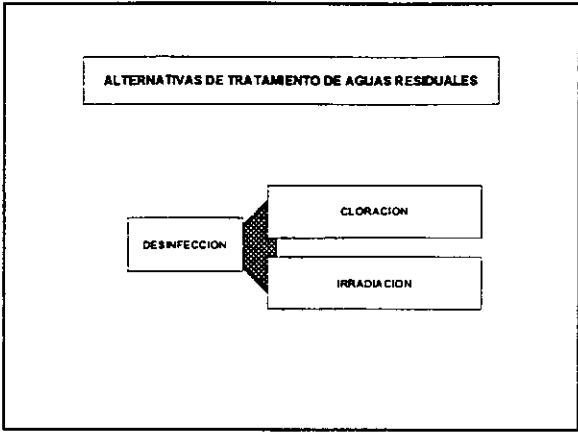 ALTERNATIVAS DE TRATAMIENTO DE AGUAS RESIDUALES
DESINFECCION
CLORACION
IRRADIACION